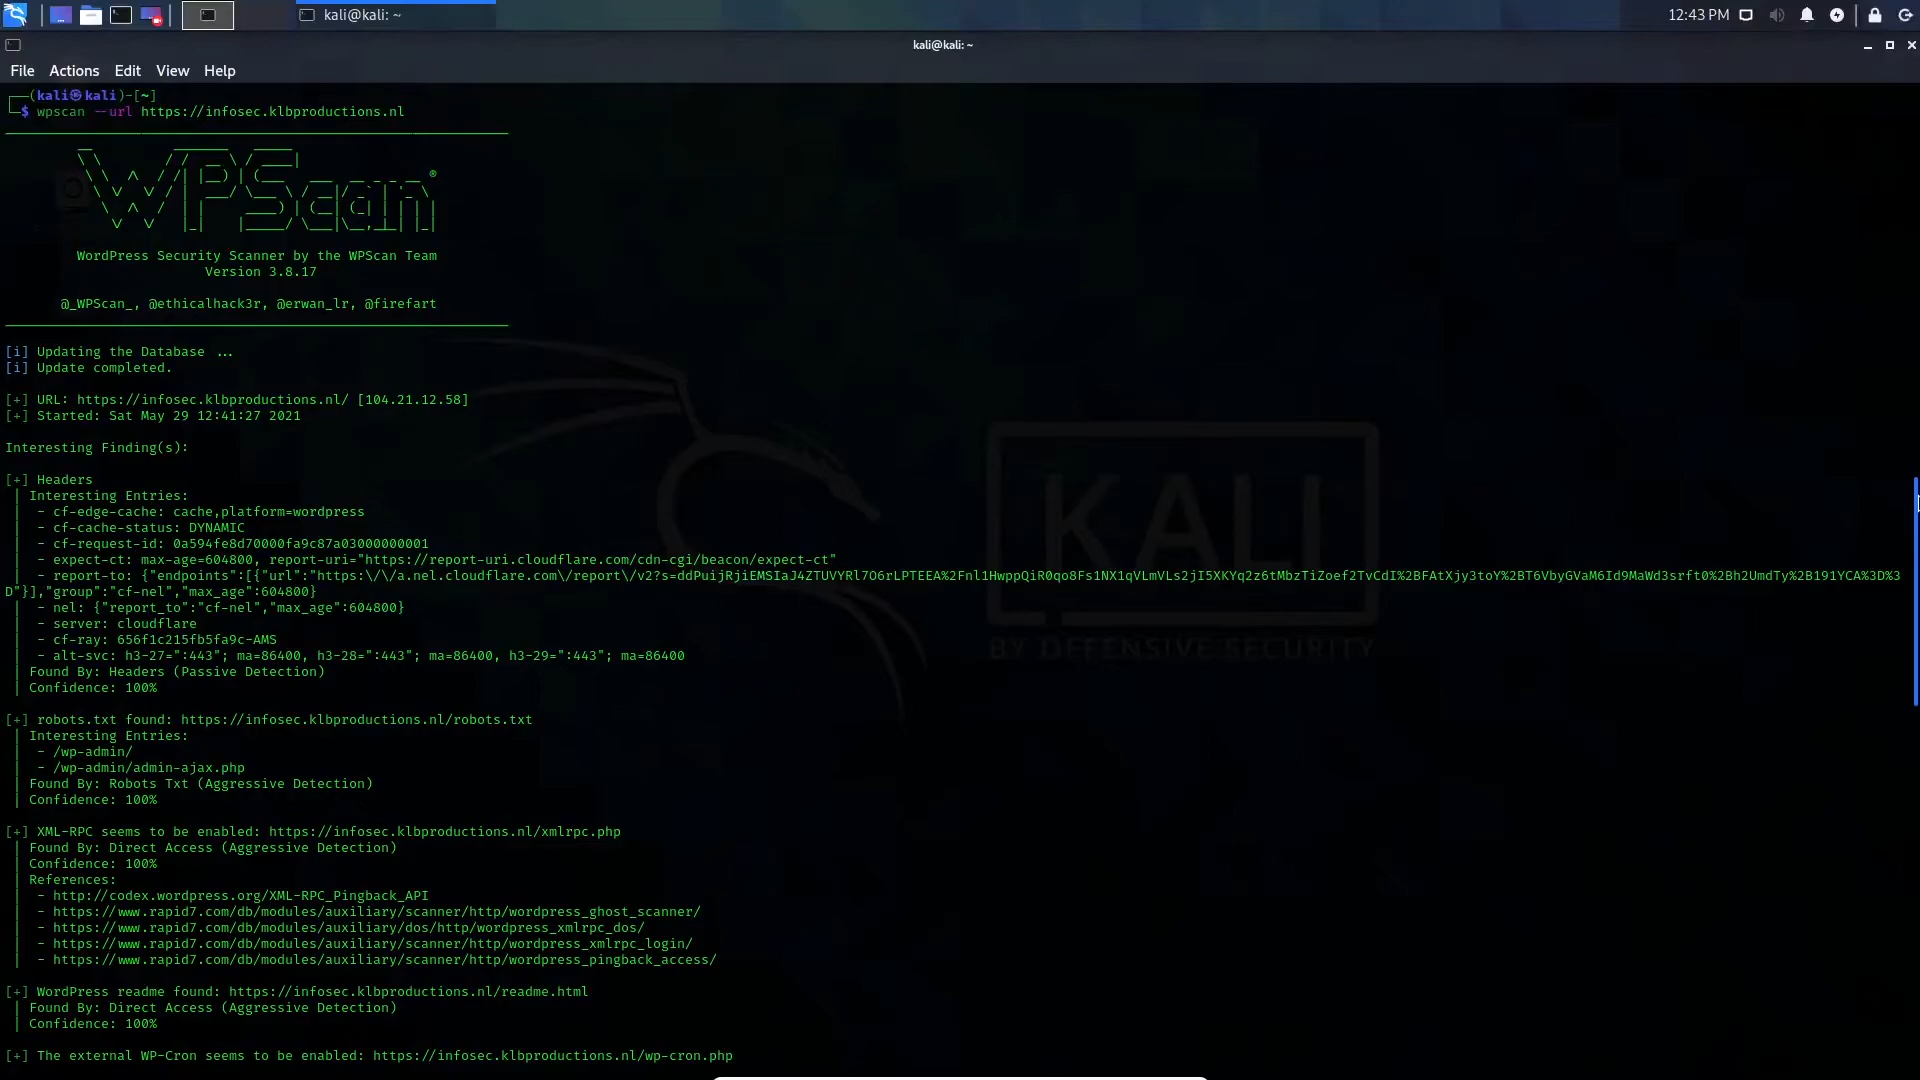 kali@kali: ~
12:43 PM
kali@kali: ~
File Actions Edit View Help
(kali㉿kali)-[~]
$ wpscan --url https://infosec.klbproductions.nl
WPScan ®
WordPress Security Scanner by the WPScan Team
Version 3.8.17
@_WPScan_, @ethicalhack3r, @erwan_lr, @firefart
[i] Updating the Database ...
[i] Update completed.
[+] URL: https://infosec.klbproductions.nl/ [104.21.12.58]
[+] Started: Sat May 29 12:41:27 2021
Interesting Finding(s):
[+] Headers
| Interesting Entries:
| - cf-edge-cache: cache,platform=wordpress
| - cf-cache-status: DYNAMIC
| - cf-request-id: 0a594fe8d70000fa9c87a03000000001
| - expect-ct: max-age=604800, report-uri="https://report-uri.cloudflare.com/cdn-cgi/beacon/expect-ct"
| - report-to: {"endpoints":[{"url":"https:\/\/a.nel.cloudflare.com\/report\/v2?s=ddPuijRjiEMSIaJ4ZTUVYRl7O6rLPTEEA%2Fnl1HwppQiR0qo8Fs1NX1qVLmVLs2jI5XKYq2z6tMbzTiZoef2TvCdI%2BFAtXjy3toY%2BT6VbyGVaM6Id9MaWd3srft0%2Bh2UmdTy%2B191YCA%3D%3
D"}],"group":"cf-nel","max_age":604800}
| - nel: {"report_to":"cf-nel","max_age":604800}
| - server: cloudflare
| - cf-ray: 656f1c215fb5fa9c-AMS
| - alt-svc: h3-27=":443"; ma=86400, h3-28=":443"; ma=86400, h3-29=":443"; ma=86400
| Found By: Headers (Passive Detection)
| Confidence: 100%
[+] robots.txt found: https://infosec.klbproductions.nl/robots.txt
| Interesting Entries:
| - /wp-admin/
| - /wp-admin/admin-ajax.php
| Found By: Robots Txt (Aggressive Detection)
| Confidence: 100%
[+] XML-RPC seems to be enabled: https://infosec.klbproductions.nl/xmlrpc.php
| Found By: Direct Access (Aggressive Detection)
| Confidence: 100%
| References:
| - http://codex.wordpress.org/XML-RPC_Pingback_API
| - https://www.rapid7.com/db/modules/auxiliary/scanner/http/wordpress_ghost_scanner/
| - https://www.rapid7.com/db/modules/auxiliary/dos/http/wordpress_xmlrpc_dos/
| - https://www.rapid7.com/db/modules/auxiliary/scanner/http/wordpress_xmlrpc_login/
| - https://www.rapid7.com/db/modules/auxiliary/scanner/http/wordpress_pingback_access/
[+] WordPress readme found: https://infosec.klbproductions.nl/readme.html
| Found By: Direct Access (Aggressive Detection)
| Confidence: 100%
[+] The external WP-Cron seems to be enabled: https://infosec.klbproductions.nl/wp-cron.php
KALI
BY OFFENSIVE SECURITY